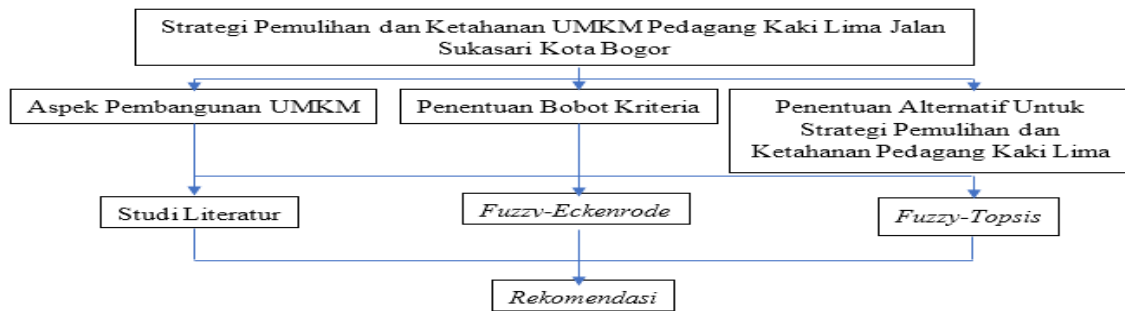 Strategi Pemulihan dan Ketahanan UMKM Pedagang Kaki Lima Jalan
Sukasari Kota Bogor
Aspek Pembangunan UMKM
Penentuan Bobot Kriteria
Penentuan Alternatif Untuk
Strategi Pemulihan dan
Ketahanan Pedagang Kaki Lima
Studi Literatur
Fuzzy-Eckenrode
Fuzzy-Topsis
Rekomendasi